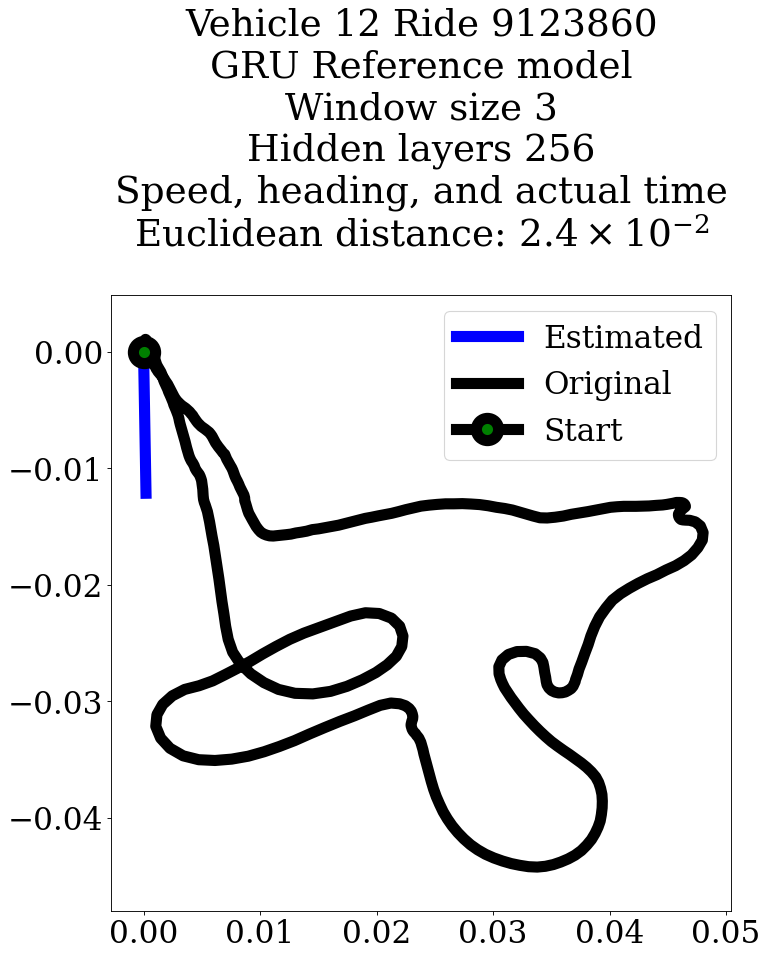 Vehicle 12 Ride 9123860
GRU Reference model
Window size 3
Hidden layers 256
Speed, heading, and actual time
Euclidean distance: 2.4 × 10⁻²
Estimated
Original
Start
0.00
−0.01
−0.02
−0.03
−0.04
0.00 0.01 0.02 0.03 0.04 0.05